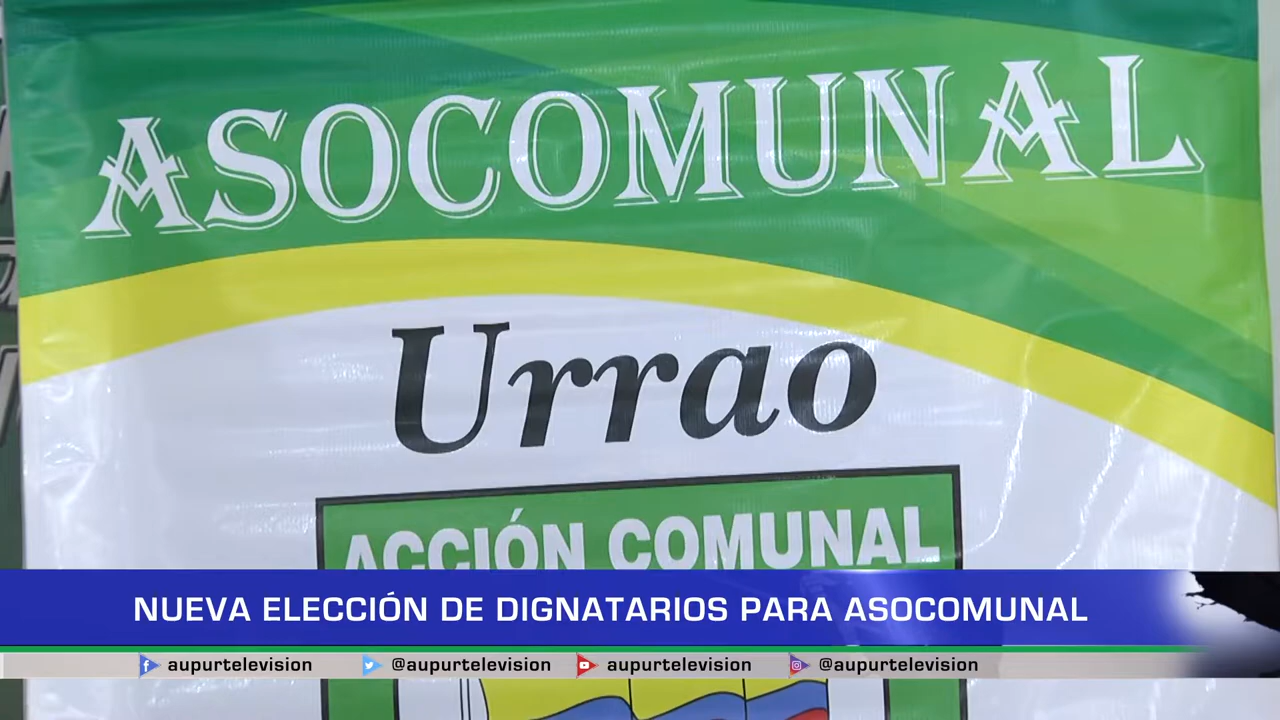 ASOCOMUNAL
Urrao
ACCIÓN COMUNAL
NUEVA ELECCIÓN DE DIGNATARIOS PARA ASOCOMUNAL
aupurtelevision @aupurtelevision aupurtelevision @aupurtelevision